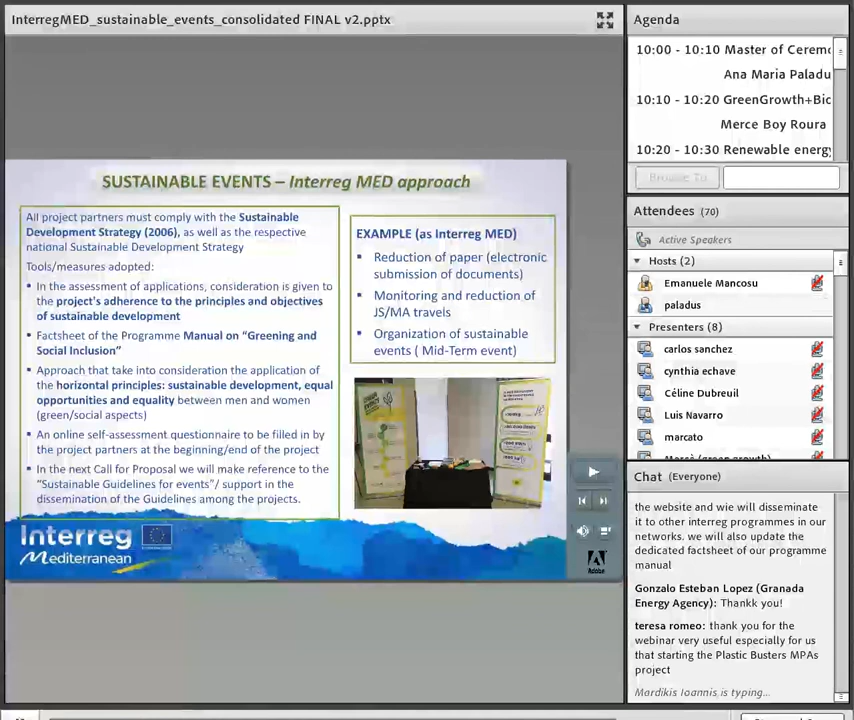 InterregMED_sustainable_events_consolidated FINAL v2.pptx
SUSTAINABLE EVENTS – Interreg MED approach
All project partners must comply with the Sustainable
Development Strategy (2006), as well as the respective
national Sustainable Development Strategy
Tools/measures adopted:
▪ In the assessment of applications, consideration is given to
the project's adherence to the principles and objectives
of sustainable development
▪ Factsheet of the Programme Manual on "Greening and
Social Inclusion"
▪ Approach that take into consideration the application of
the horizontal principles: sustainable development, equal
opportunities and equality between men and women
(green/social aspects)
▪ An online self-assessment questionnaire to be filled in by
the project partners at the beginning/end of the project
▪ In the next Call for Proposal we will make reference to the
"Sustainable Guidelines for events"/ support in the
dissemination of the Guidelines among the projects.
EXAMPLE (as Interreg MED)
▪ Reduction of paper (electronic
submission of documents)
▪ Monitoring and reduction of
JS/MA travels
▪ Organization of sustainable
events ( Mid-Term event)
Interreg
Mediterranean
Adobe
Agenda
10:00 - 10:10 Master of Cerem
Ana Maria Paladu
10:10 - 10:20 GreenGrowth+Bio
Merce Boy Roura
10:20 - 10:30 Renewable energy
Browse To
Attendees (70)
Active Speakers
Hosts (2)
Emanuele Mancosu
paladus
Presenters (8)
carlos sanchez
cynthia echave
Céline Dubreuil
Luis Navarro
marcato
Chat (Everyone)
the website and wie will disseminate
it to other interreg programmes in our
networks. we will also update the
dedicated factsheet of our programme
manual
Gonzalo Esteban Lopez (Granada
Energy Agency): Thankk you!
teresa romeo: thank you for the
webinar very useful especially for us
that starting the Plastic Busters MPAs
project
Mardikis Ioannis is typing...